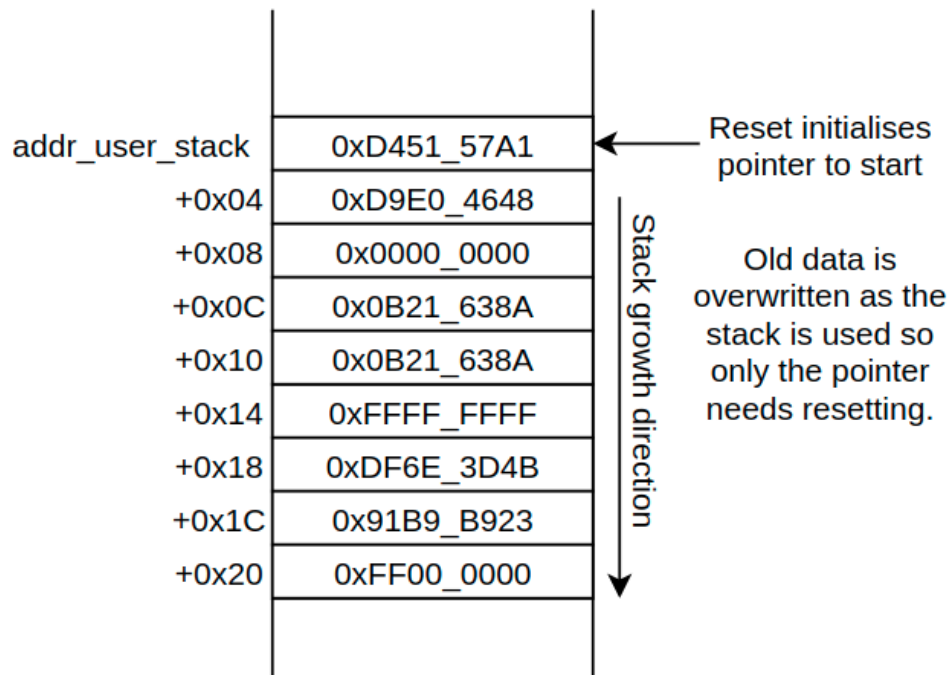 addr_user_stack 0xD451_57A1
Reset initialises
pointer to start
+0x04 0xD9E0_4648
+0x08 0x0000_0000
+0x0C 0x0B21_638A
+0x10 0x0B21_638A
+0x14 0xFFFF_FFFF
+0x18 0xDF6E_3D4B
+0x1C 0x91B9_B923
+0x20 0xFF00_0000
Stack growth direction
Old data is
overwritten as the
stack is used so
only the pointer
needs resetting.